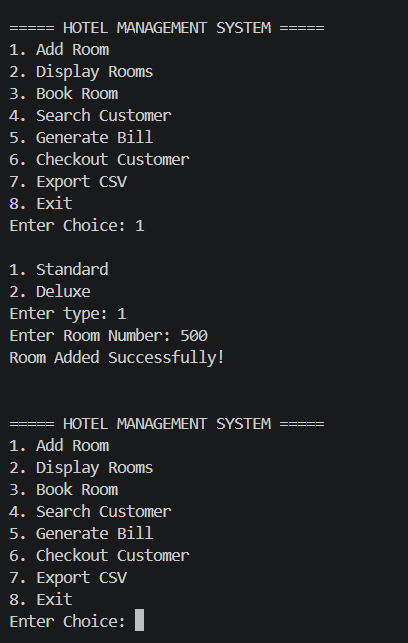 ===== HOTEL MANAGEMENT SYSTEM =====
1. Add Room
2. Display Rooms
3. Book Room
4. Search Customer
5. Generate Bill
6. Checkout Customer
7. Export CSV
8. Exit
Enter Choice: 1
1. Standard
2. Deluxe
Enter type: 1
Enter Room Number: 500
Room Added Successfully!
===== HOTEL MANAGEMENT SYSTEM =====
1. Add Room
2. Display Rooms
3. Book Room
4. Search Customer
5. Generate Bill
6. Checkout Customer
7. Export CSV
8. Exit
Enter Choice: